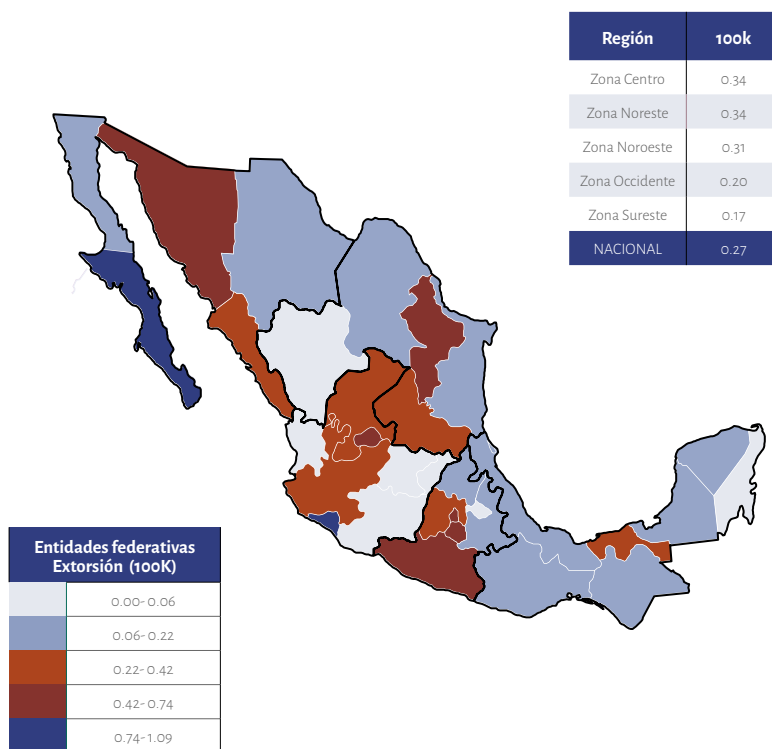 Región 100k
Zona Centro 0.34
Zona Noreste 0.34
Zona Noroeste 0.31
Zona Occidente 0.20
Zona Sureste 0.17
NACIONAL 0.27
Entidades federativas
Extorsión (100K)
0.00-0.06
0.06-0.22
0.22-0.42
0.42-0.74
0.74-1.09